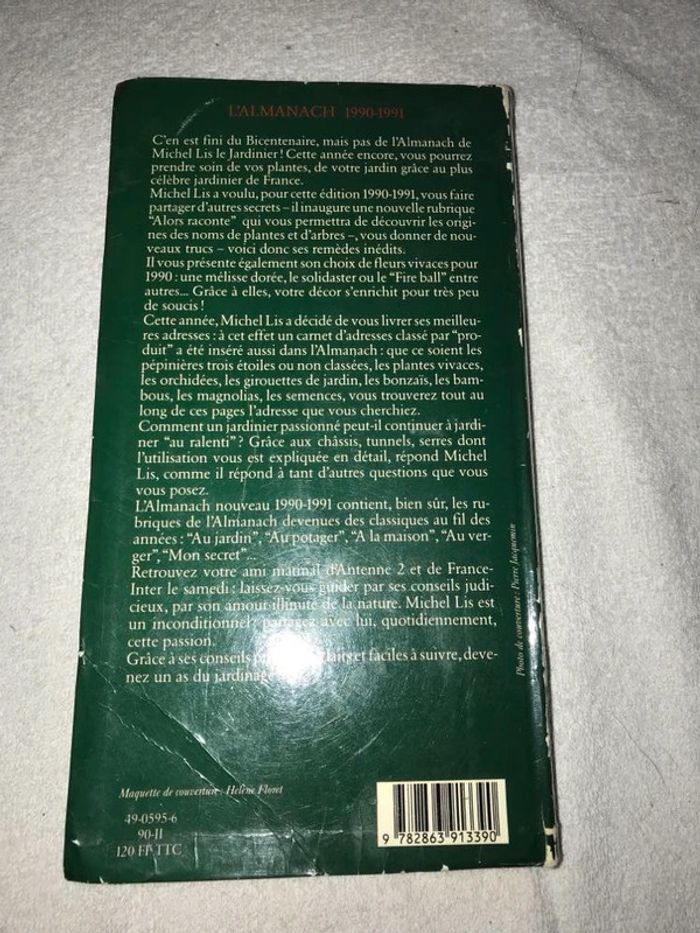 L'ALMANACH 1990-1991
C'en est fini du Bicentenaire, mais pas de l'Almanach de
Michel Lis le Jardinier! Cette année encore, vous pourrez
prendre soin de vos plantes, de votre jardin grâce au plus
célèbre jardinier de France.
Michel Lis a voulu, pour cette édition 1990-1991, vous faire
partager d'autres secrets – il inaugure une nouvelle rubrique
"Alors raconte" qui vous permettra de découvrir les origi-
nes des noms de plantes et d'arbres –, vous donner de nou-
veaux trucs – voici donc ses remèdes inédits.
Il vous présente également son choix de fleurs vivaces pour
1990 : une mélisse dorée, le solidaster ou le "Fire ball" entre
autres... Grâce à elles, votre décor s'enrichit pour très peu
de soucis !
Cette année, Michel Lis a décidé de vous livrer ses meilleu-
res adresses : à cet effet un carnet d'adresses classé par "pro-
duit" a été inséré aussi dans l'Almanach : que ce soient les
pépinières trois étoiles ou non classées, les plantes vivaces,
les orchidées, les girouettes de jardin, les bonzaïs, les bam-
bous, les magnolias, les semences, vous trouverez tout au
long de ces pages l'adresse que vous cherchiez.
Comment un jardinier passionné peut-il continuer à jardi-
ner "au ralenti"? Grâce aux châssis, tunnels, serres dont
l'utilisation vous est expliquée en détail, répond Michel
Lis, comme il répond à tant d'autres questions que vous
vous posez.
L'Almanach nouveau 1990-1991 contient, bien sûr, les ru-
briques de l'Almanach devenues des classiques au fil des
années : "Au jardin", "Au potager", "A la maison", "Au ver-
ger", "Mon secret"...
Retrouvez votre ami matinal d'Antenne 2 et de France-
Inter le samedi : laissez-vous guider par ses conseils judi-
cieux, par son amour illimité de la nature. Michel Lis est
un inconditionnel : partagez avec lui, quotidiennement,
cette passion.
Grâce à ses conseils et faciles à suivre, deve-
nez un as du jardinage
Photo de couverture : Pierre Jacquemin
Maquette de couverture : Hélène Floret
49-0595-6
90-II
120 FF TTC
9 782863 913390